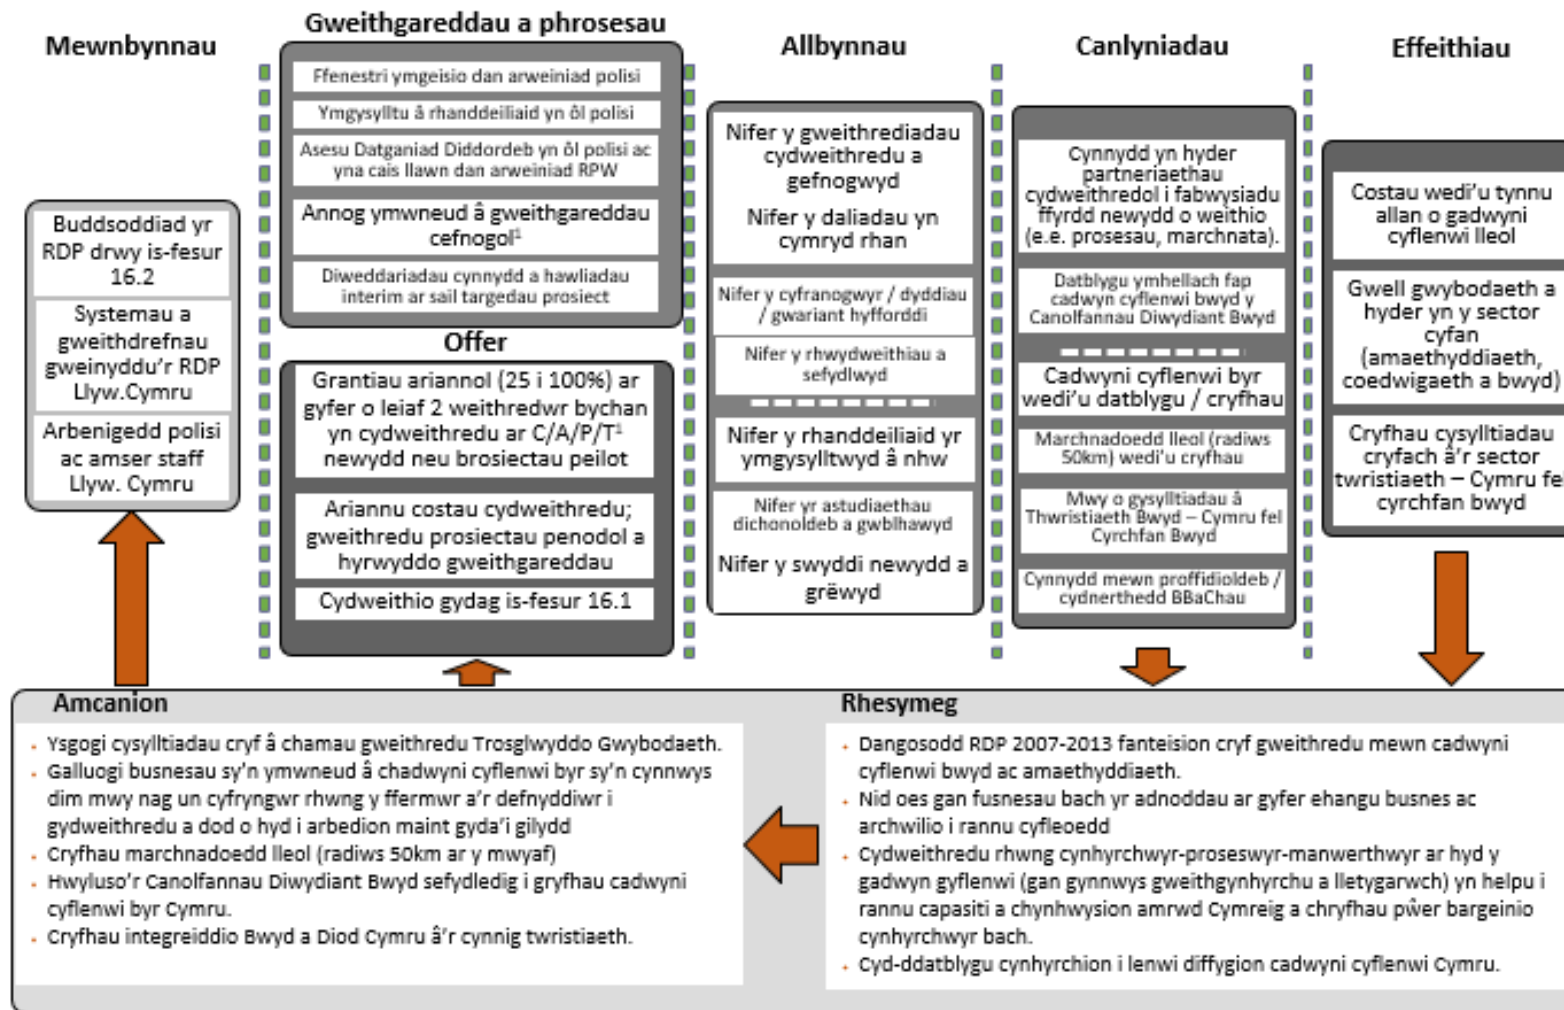 Mewnbynnau
Buddsoddiad yr
RDP drwy is-fesur
16.2
Systemau a
gweithdrefnau
gweinyddu'r RDP
Llyw.Cymru
Arbenigedd polisi
ac amser staff
Llyw. Cymru
Gweithgareddau a phrosesau
Ffenestri ymgeisio dan arweiniad polisi
Ymgysylltu â rhanddeiliaid yn ôl polisi
Asesu Datganiad Diddordeb yn ôl polisi ac
yna cais llawn dan arweiniad RPW
Annog ymwneud â gweithgareddau
cefnogol¹
Diweddariadau cynnydd a hawliadau
interim ar sail targedau prosiect
Offer
Grantiau ariannol (25 i 100%) ar
gyfer o leiaf 2 weithredwr bychan
yn cydweithredu ar C/A/P/T¹
newydd neu brosiectau peilot
Ariannu costau cydweithredu;
gweithredu prosiectau penodol a
hyrwyddo gweithgareddau
Cydweithio gydag is-fesur 16.1
Allbynnau
Nifer y gweithrediadau
cydweithredu a
gefnogwyd
Nifer y daliadau yn
cymryd rhan
Nifer y cyfranogwyr / dyddiau
/ gwariant hyfforddi
Nifer y rhwydweithiau a
sefydlwyd
Nifer y rhanddeiliaid yr
ymgysylltwyd â nhw
Nifer yr astudiaethau
dichonoldeb a gwblhawyd
Nifer y swyddi newydd a
grëwyd
Canlyniadau
Cynnydd yn hyder
partneriaethau
cydweithredol i fabwysiadu
ffyrdd newydd o weithio
(e.e. prosesau, marchnata).
Datblygu ymhellach fap
cadwyn cyflenwi bwyd y
Canolfannau Diwydiant Bwyd
Cadwyni cyflenwi byr
wedi'u datblygu / cryfhau
Marchnadoedd lleol (radiws
50km) wedi'u cryfhau
Mwy o gysylltiadau â
Thwristiaeth Bwyd – Cymru fel
Cyrchfan Bwyd
Cynnydd mewn proffidioldeb /
cydnerthedd BBaChau
Effeithiau
Costau wedi'u tynnu
allan o gadwyni
cyflenwi lleol
Gwell gwybodaeth a
hyder yn y sector
cyfan
(amaethyddiaeth,
coedwigaeth a bwyd)
Cryfhau cysylltiadau
cryfach â'r sector
twristiaeth – Cymru fel
cyrchfan bwyd
Amcanion
• Ysgogi cysylltiadau cryf â chamau gweithredu Trosglwyddo Gwybodaeth.
• Galluogi busnesau sy'n ymwneud â chadwyni cyflenwi byr sy'n cynnwys
dim mwy nag un cyfryngwr rhwng y ffermwr a'r defnyddiwr i
gydweithredu a dod o hyd i arbedion maint gyda'i gilydd
• Cryfhau marchnadoedd lleol (radiws 50km ar y mwyaf)
• Hwyluso'r Canolfannau Diwydiant Bwyd sefydledig i gryfhau cadwyni
cyflenwi byr Cymru.
• Cryfhau integreiddio Bwyd a Diod Cymru â'r cynnig twristiaeth.
Rhesymeg
• Dangosodd RDP 2007-2013 fanteision cryf gweithredu mewn cadwyni
cyflenwi bwyd ac amaethyddiaeth.
• Nid oes gan fusnesau bach yr adnoddau ar gyfer ehangu busnes ac
archwilio i rannu cyfleoedd
• Cydweithredu rhwng cynhyrchwyr-proseswyr-manwerthwyr ar hyd y
gadwyn gyflenwi (gan gynnwys gweithgynhyrchu a lletygarwch) yn helpu i
rannu capasiti a chynhwysion amrwd Cymreig a chryfhau pŵer bargeinio
cynhyrchwyr bach.
• Cyd-ddatblygu cynhyrchion i lenwi diffygion cadwyni cyflenwi Cymru.